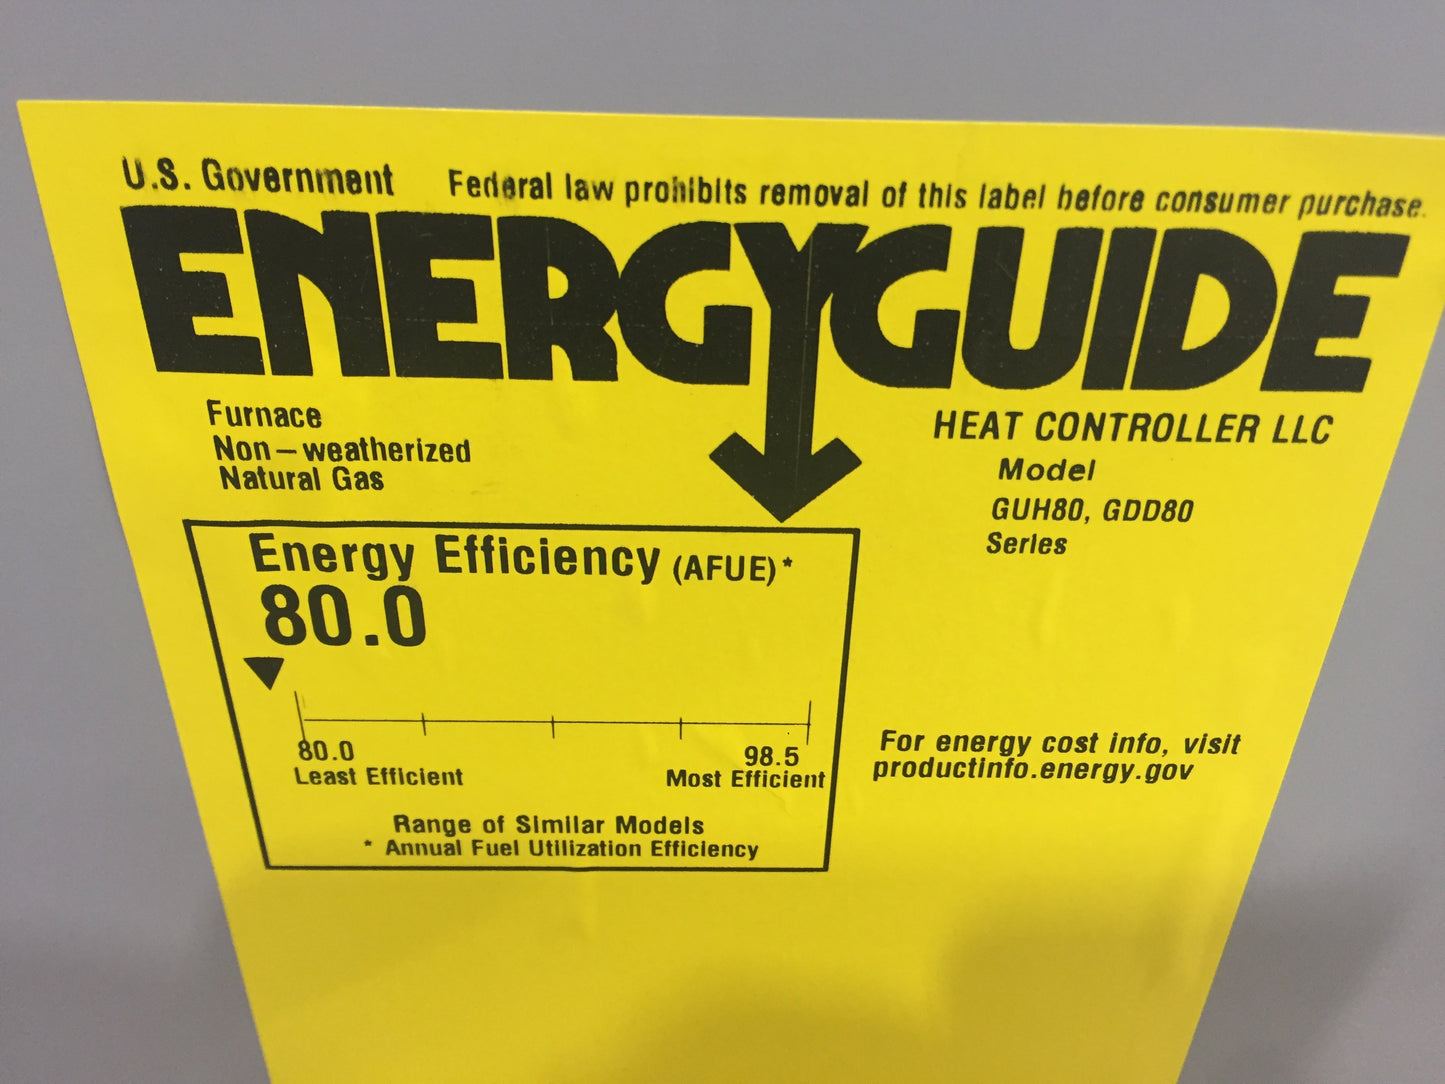 U.S. Government Federal law prohibits removal of this label before consumer purchase.
ENERGYGUIDE
Furnace
Non-weatherized
Natural Gas
HEAT CONTROLLER LLC
Model
GUH80, GDD80
Series
Energy Efficiency (AFUE)*
80.0
80.0 98.5
Least Efficient Most Efficient
Range of Similar Models
* Annual Fuel Utilization Efficiency
For energy cost info, visit
productinfo.energy.gov